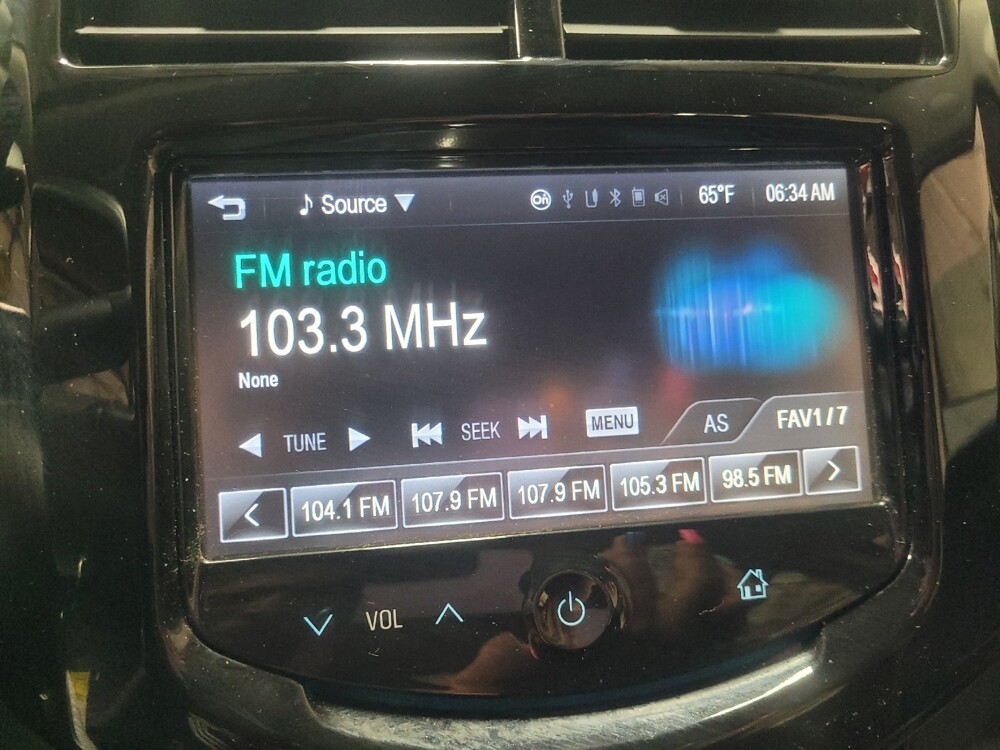 Source On 65°F 06:34 AM
FM radio
103.3 MHz
None
TUNE SEEK MENU AS FAV1/7
104.1 FM 107.9 FM 107.9 FM 105.3 FM 98.5 FM
VOL